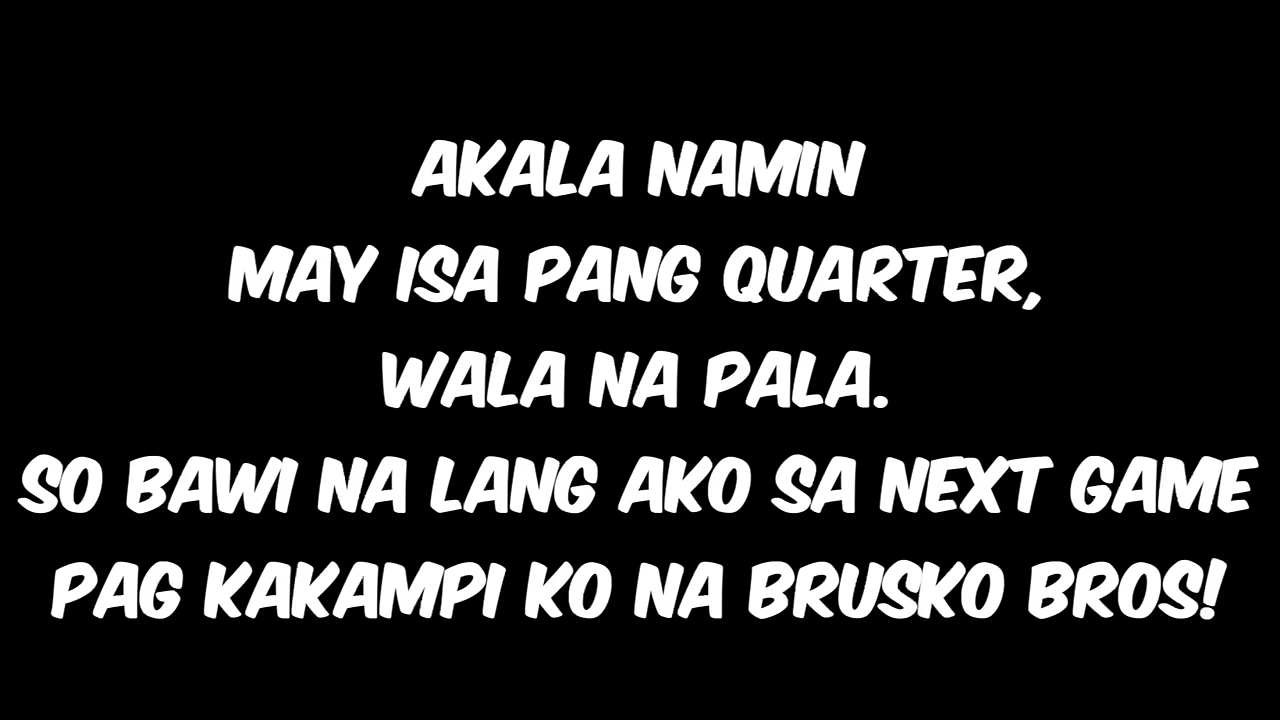 AKALA NAMIN
MAY ISA PANG QUARTER,
WALA NA PALA.
SO BAWI NA LANG AKO SA NEXT GAME
PAG KAKAMPI KO NA BRUSKO BROS!